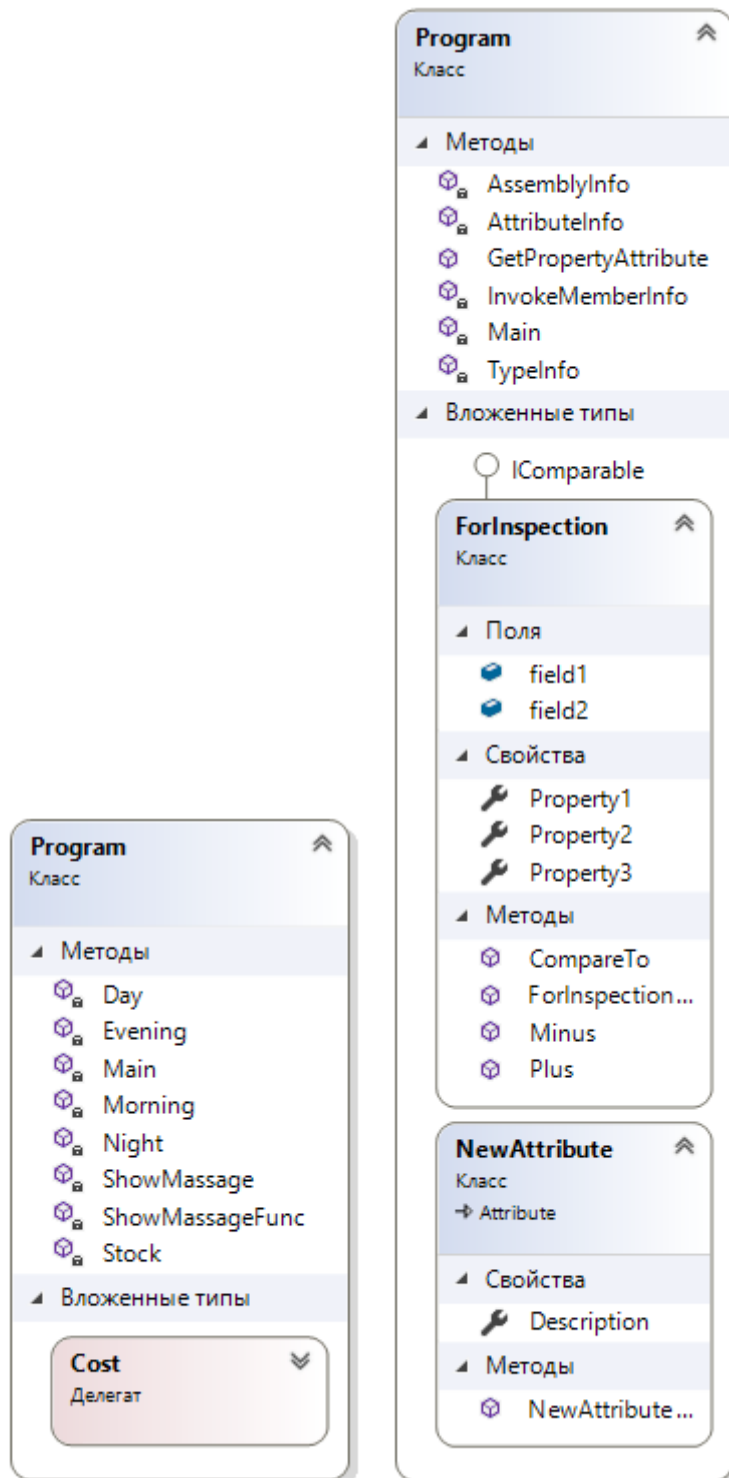 Program
Класс
Методы
Day
Evening
Main
Morning
Night
ShowMassage
ShowMassageFunc
Stock
Вложенные типы
Cost
Делегат
Program
Класс
Методы
AssemblyInfo
AttributeInfo
GetPropertyAttribute
InvokeMemberInfo
Main
TypeInfo
Вложенные типы
IComparable
ForInspection
Класс
Поля
field1
field2
Свойства
Property1
Property2
Property3
Методы
CompareTo
ForInspection...
Minus
Plus
NewAttribute
Класс
Attribute
Свойства
Description
Методы
NewAttribute...